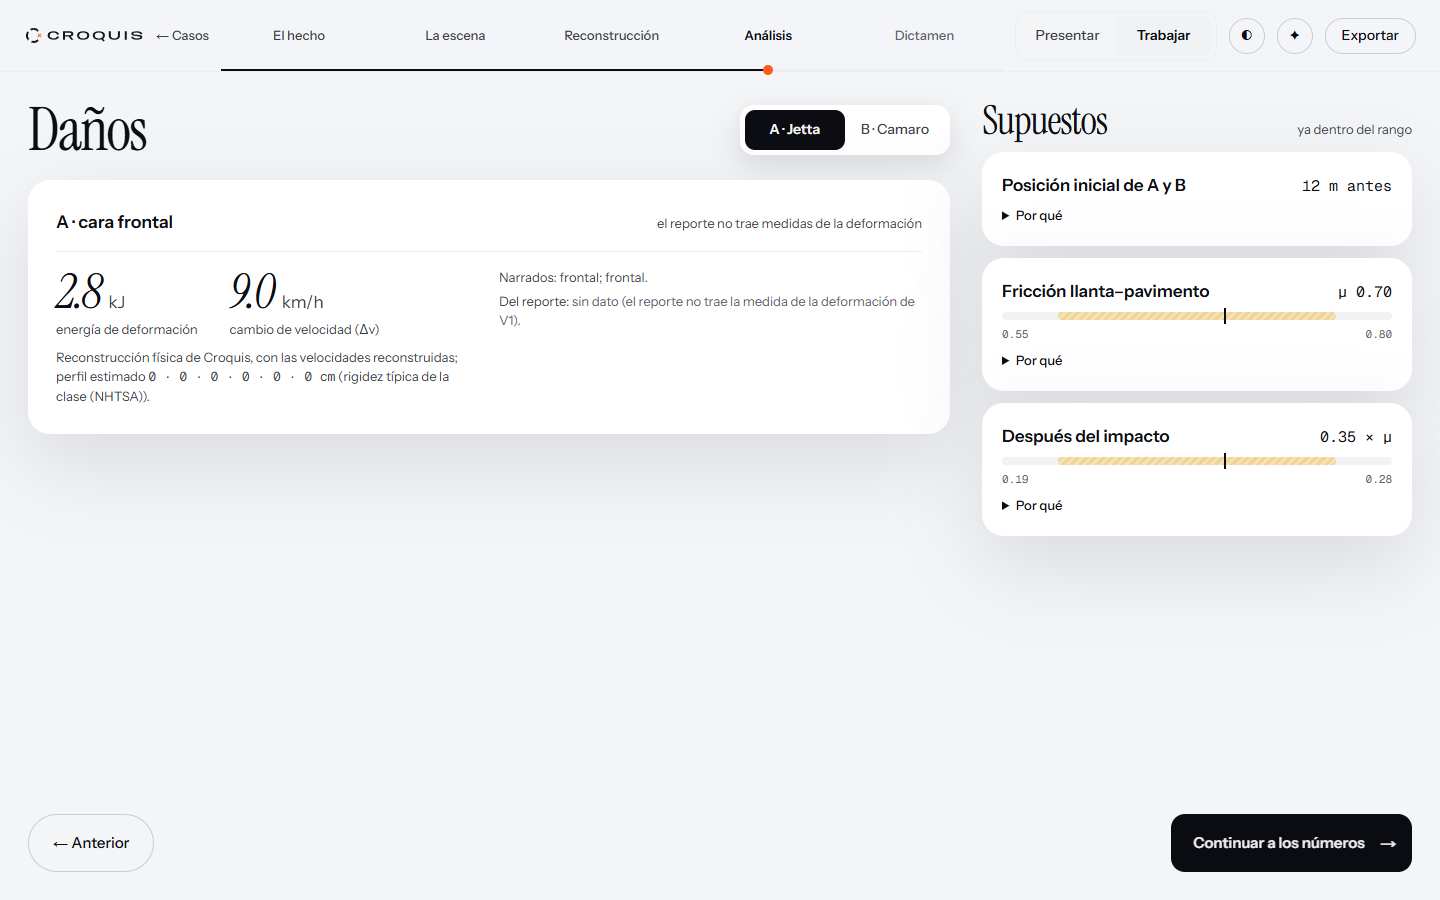 CROQUIS ← Casos El hecho La escena Reconstrucción Análisis Dictamen Presentar Trabajar Exportar
Daños
A · Jetta B · Camaro
A · cara frontal
el reporte no trae medidas de la deformación
2.8 kJ
energía de deformación
9.0 km/h
cambio de velocidad (Δv)
Reconstrucción física de Croquis, con las velocidades reconstruidas;
perfil estimado 0 · 0 · 0 · 0 · 0 · 0 cm (rigidez típica de la
clase (NHTSA)).
Narrados: frontal; frontal.
Del reporte: sin dato (el reporte no trae la medida de la deformación de
V1).
Supuestos
ya dentro del rango
Posición inicial de A y B 12 m antes
▶ Por qué
Fricción llanta–pavimento μ 0.70
0.55 0.80
▶ Por qué
Después del impacto 0.35 × μ
0.19 0.28
▶ Por qué
← Anterior
Continuar a los números →